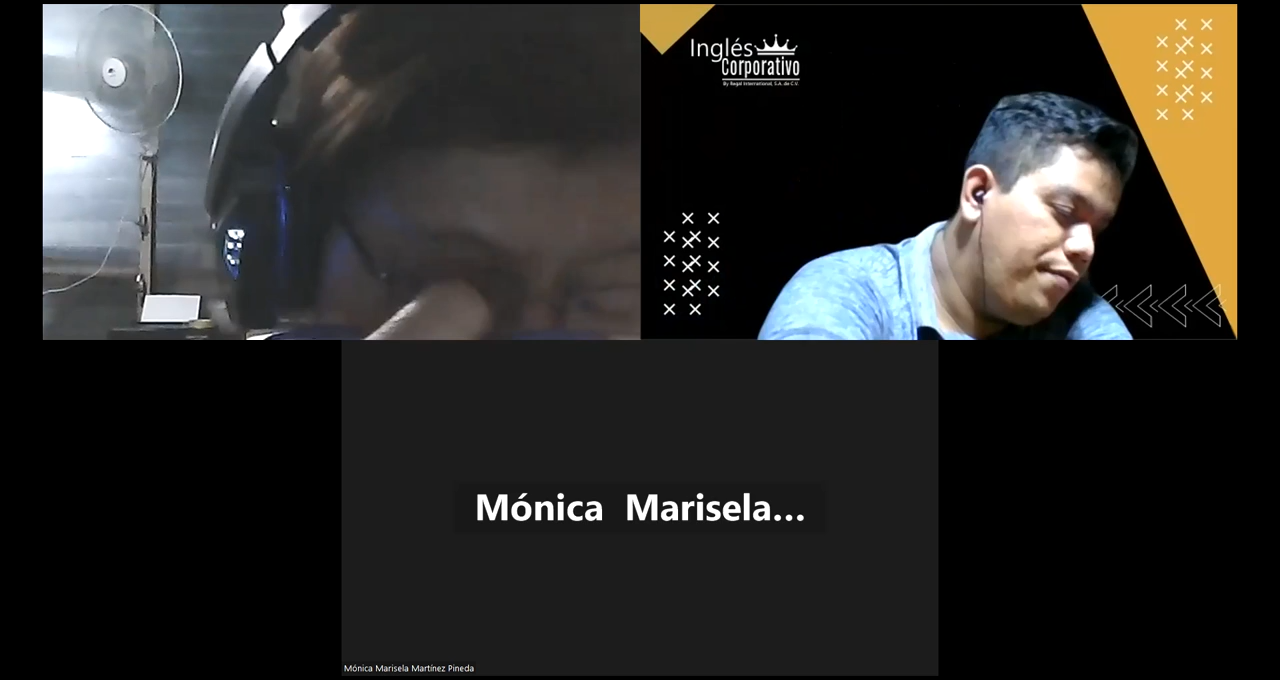 Inglés
Corporativo
By Regal International, S.A. de C.V.
Mónica Marisela...
Mónica Marisela Martínez Pineda